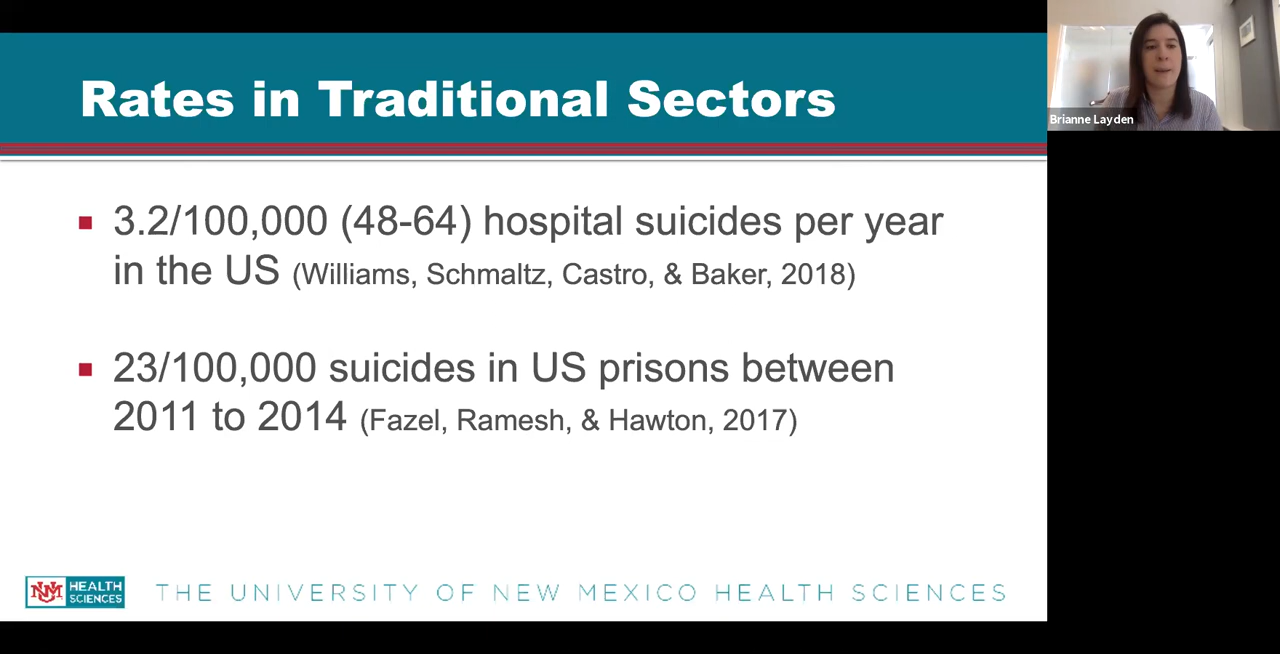 Rates in Traditional Sectors
Brianne Layden
▪ 3.2/100,000 (48-64) hospital suicides per year
in the US (Williams, Schmaltz, Castro, & Baker, 2018)
▪ 23/100,000 suicides in US prisons between
2011 to 2014 (Fazel, Ramesh, & Hawton, 2017)
UNM HEALTH
SCIENCES
THE UNIVERSITY OF NEW MEXICO HEALTH SCIENCES